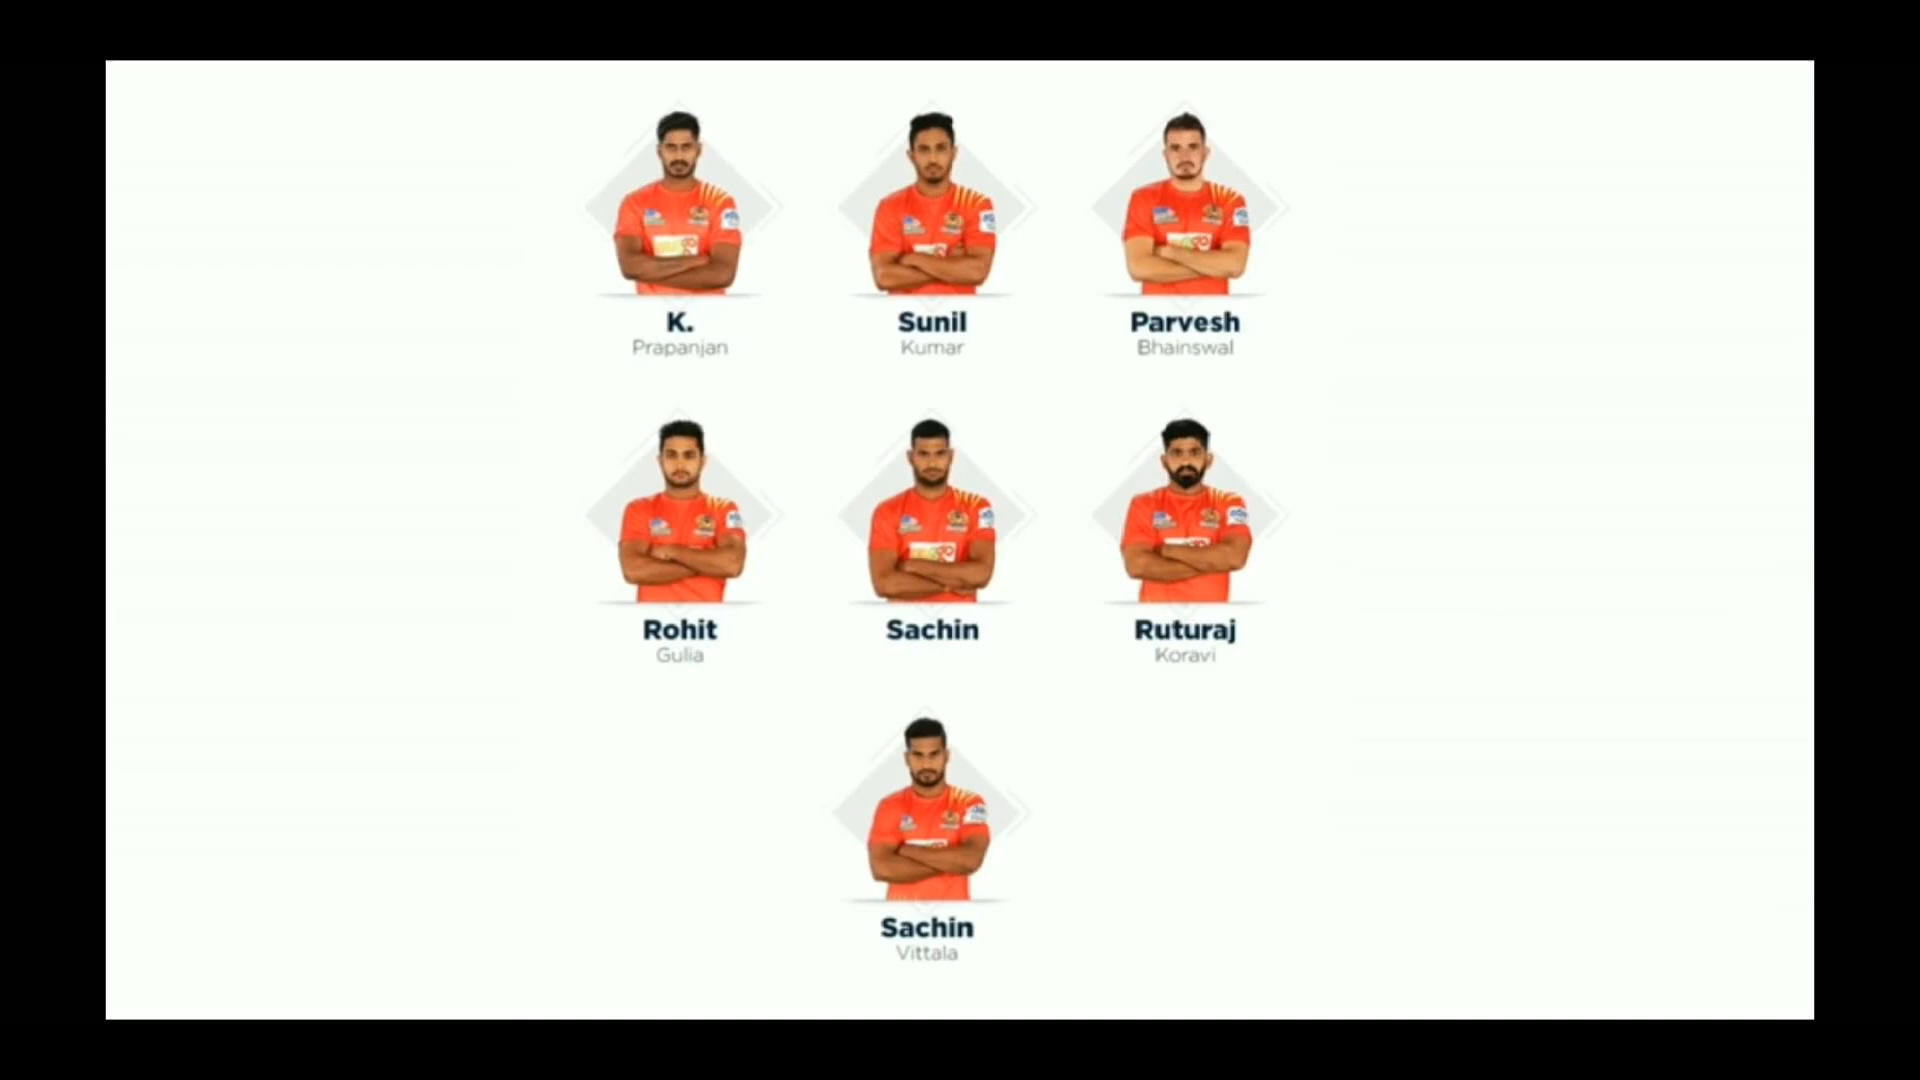 K.
Prapanjan
Sunil
Kumar
Parvesh
Bhainswal
Rohit
Gulia
Sachin
Ruturaj
Koravi
Sachin
Vittala